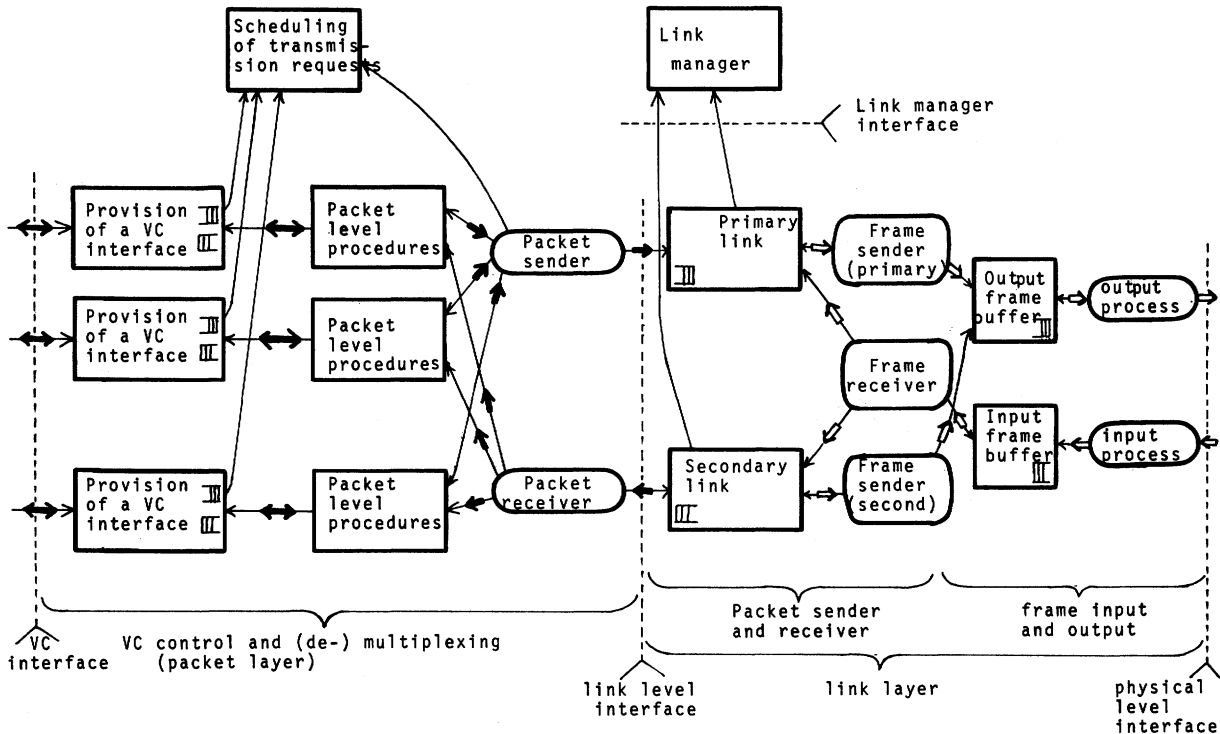 Scheduling
of transmis-
sion requests
Link
manager
Link manager
interface
Provision
of a VC
interface
Packet
level
procedures
Packet
sender
Primary
link
Frame
sender
(primary)
Output
frame
buffer
output
process
Provision
of a VC
interface
Packet
level
procedures
Frame
receiver
Input
frame
buffer
input
process
Provision
of a VC
interface
Packet
level
procedures
Packet
receiver
Secondary
link
Frame
sender
(second)
VC
interface
VC control and (de-) multiplexing
(packet layer)
link level
interface
Packet sender
and receiver
frame input
and output
link layer
physical
level
interface